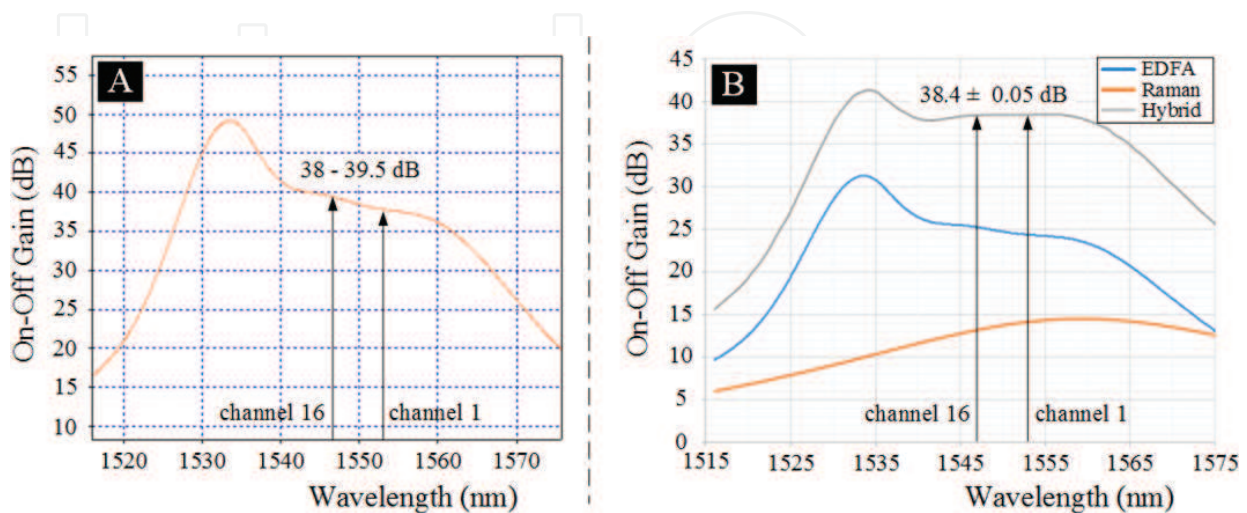 A
On-Off Gain (dB)
55
50
45
40
35
30
25
20
15
10
38 - 39.5 dB
channel 16
channel 1
1520
1530
1540
1550
1560
1570
Wavelength (nm)
B
On-Off Gain (dB)
45
40
35
30
25
20
15
10
5
0
EDFA
Raman
Hybrid
38.4 ± 0.05 dB
channel 16
channel 1
1515
1525
1535
1545
1555
1565
1575
Wavelength (nm)